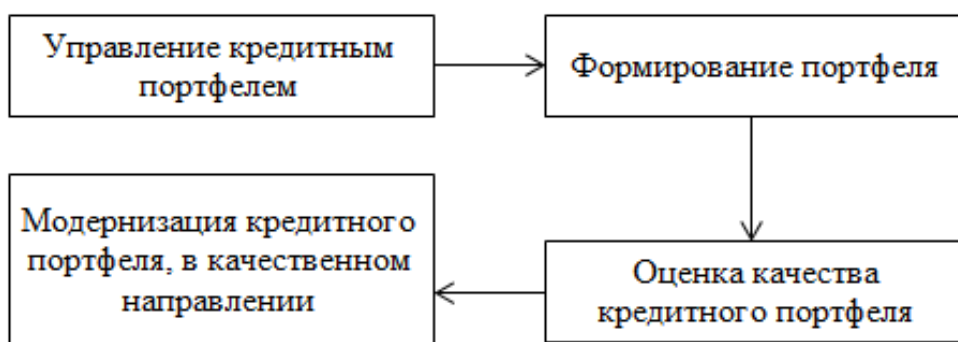 Управление кредитным
портфелем
Формирование портфеля
Модернизация кредитного
портфеля, в качественном
направлении
Оценка качества
кредитного портфеля